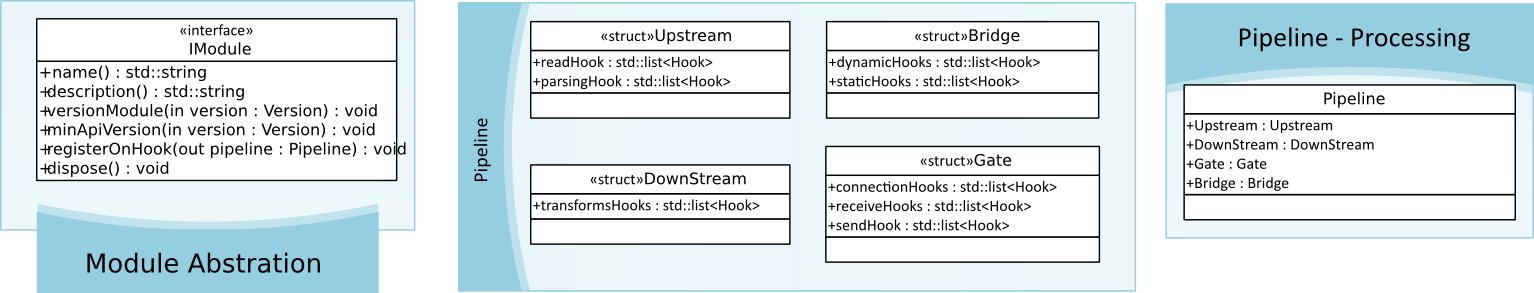 «interface»
IModule
+name() : std::string
+description() : std::string
+versionModule(in version : Version) : void
+minApiVersion(in version : Version) : void
+registerOnHook(out pipeline : Pipeline) : void
+dispose() : void
Module Abstration
Pipeline
«struct»Upstream
+readHook : std::list<Hook>
+parsingHook : std::list<Hook>
«struct»Bridge
+dynamicHooks : std::list<Hook>
+staticHooks : std::list<Hook>
«struct»DownStream
+transformsHooks : std::list<Hook>
«struct»Gate
+connectionHooks : std::list<Hook>
+receiveHooks : std::list<Hook>
+sendHook : std::list<Hook>
Pipeline - Processing
Pipeline
+Upstream : Upstream
+DownStream : DownStream
+Gate : Gate
+Bridge : Bridge